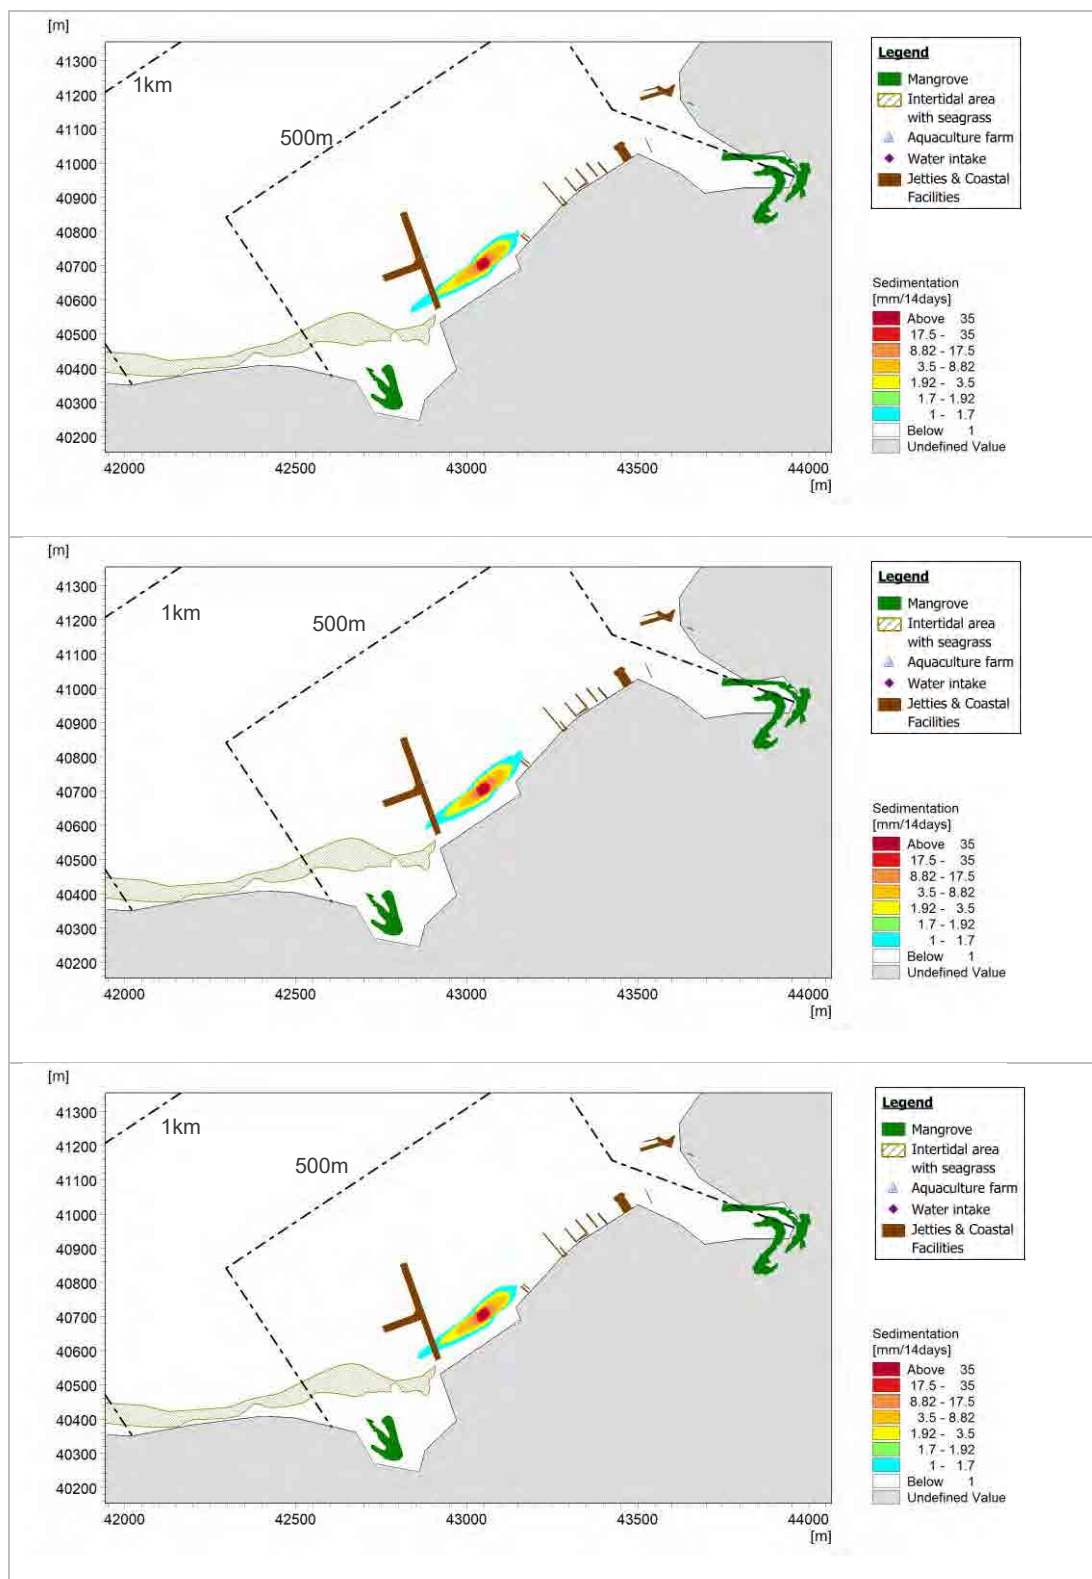 [m]
41300
41200
41100
41000
40900
40800
40700
40600
40500
40400
40300
40200
1km
500m
42000 42500 43000 43500 44000
[m]
Legend
Mangrove
Intertidal area
with seagrass
Aquaculture farm
Water intake
Jetties & Coastal
Facilities
Sedimentation
[mm/14days]
Above 35
17.5 - 35
8.82 - 17.5
3.5 - 8.82
1.92 - 3.5
1.7 - 1.92
1 - 1.7
Below 1
Undefined Value
[m]
41300
41200
41100
41000
40900
40800
40700
40600
40500
40400
40300
40200
1km
500m
42000 42500 43000 43500 44000
[m]
Legend
Mangrove
Intertidal area
with seagrass
Aquaculture farm
Water intake
Jetties & Coastal
Facilities
Sedimentation
[mm/14days]
Above 35
17.5 - 35
8.82 - 17.5
3.5 - 8.82
1.92 - 3.5
1.7 - 1.92
1 - 1.7
Below 1
Undefined Value
[m]
41300
41200
41100
41000
40900
40800
40700
40600
40500
40400
40300
40200
1km
500m
42000 42500 43000 43500 44000
[m]
Legend
Mangrove
Intertidal area
with seagrass
Aquaculture farm
Water intake
Jetties & Coastal
Facilities
Sedimentation
[mm/14days]
Above 35
17.5 - 35
8.82 - 17.5
3.5 - 8.82
1.92 - 3.5
1.7 - 1.92
1 - 1.7
Below 1
Undefined Value